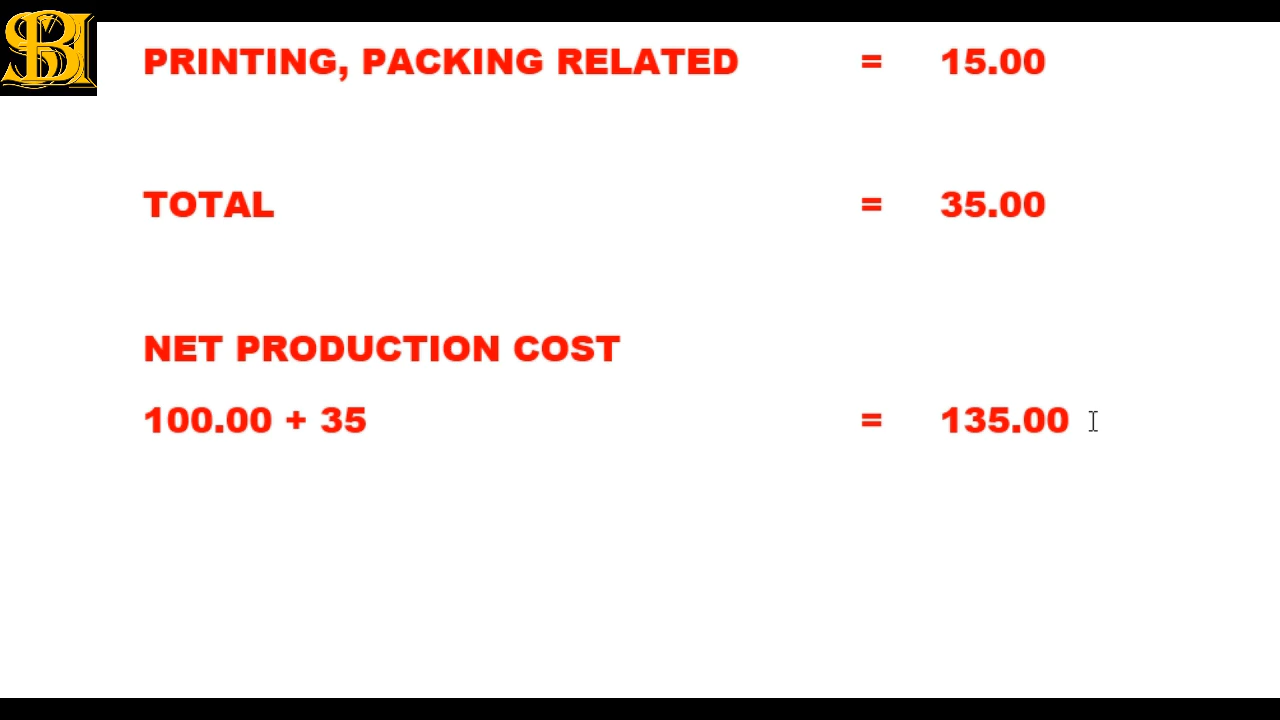 PRINTING, PACKING RELATED = 15.00
TOTAL = 35.00
NET PRODUCTION COST
100.00 + 35 = 135.00